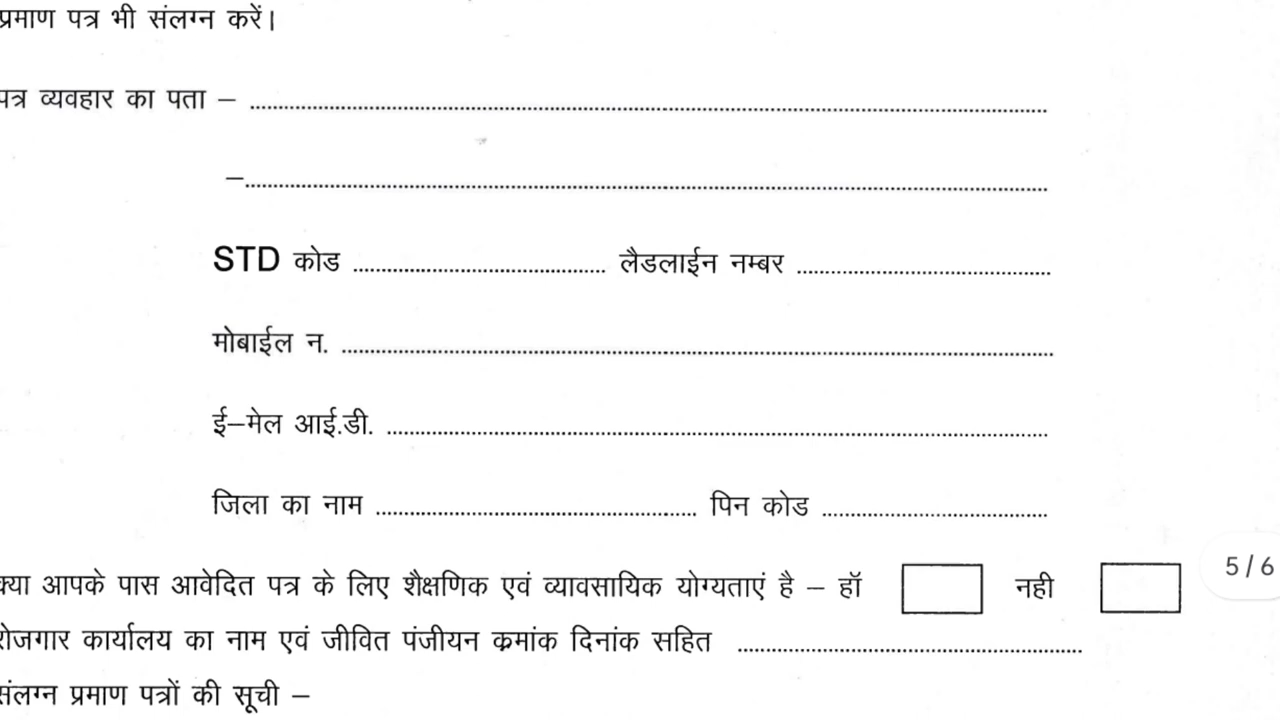 प्रमाण पत्र भी संलग्न करें।
पत्र व्यवहार का पता – ........................................
–........................................
STD कोड ........................ लैडलाईन नम्बर ........................
मोबाईल न. ........................................
ई–मेल आई.डी. ........................................
जिला का नाम ........................ पिन कोड ........................
5/6
क्या आपके पास आवेदित पत्र के लिए शैक्षणिक एवं व्यावसायिक योग्यताएं है – हॉ नही
रोजगार कार्यालय का नाम एवं जीवित पंजीयन क्रमांक दिनांक सहित ........................
संलग्न प्रमाण पत्रों की सूची –